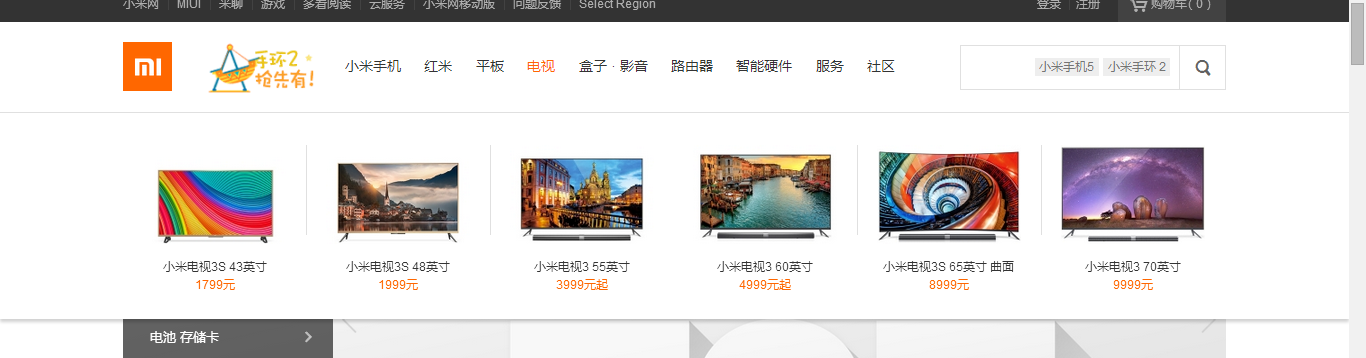 小米网 MIUI 米聊 游戏 多看阅读 云服务 小米网移动版 问题反馈 Select Region 登录 注册 购物车( 0 )
手环2
抢先有!
小米手机 红米 平板 电视 盒子 · 影音 路由器 智能硬件 服务 社区 小米手机5 小米手环 2
小米电视3S 43英寸 小米电视3S 48英寸 小米电视3 55英寸 小米电视3 60英寸 小米电视3S 65英寸 曲面 小米电视3 70英寸
1799元 1999元 3999元起 4999元起 8999元 9999元
电池 存储卡